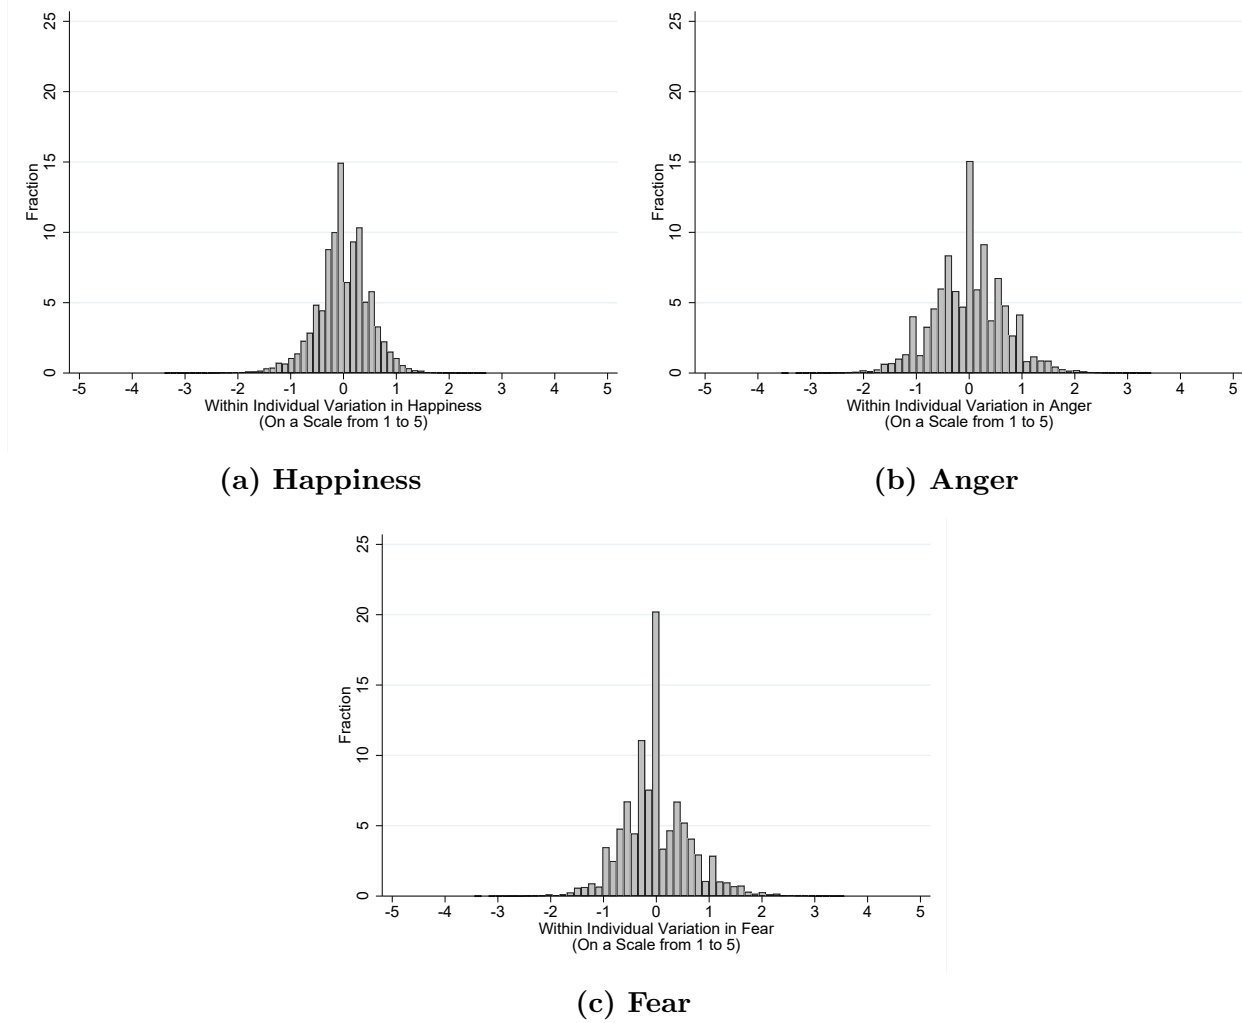 25
20
15
10
5
0
Fraction
-5 -4 -3 -2 -1 0 1 2 3 4 5
Within Individual Variation in Happiness
(On a Scale from 1 to 5)
(a) Happiness
25
20
15
10
5
0
Fraction
-5 -4 -3 -2 -1 0 1 2 3 4 5
Within Individual Variation in Anger
(On a Scale from 1 to 5)
(b) Anger
25
20
15
10
5
0
Fraction
-5 -4 -3 -2 -1 0 1 2 3 4 5
Within Individual Variation in Fear
(On a Scale from 1 to 5)
(c) Fear